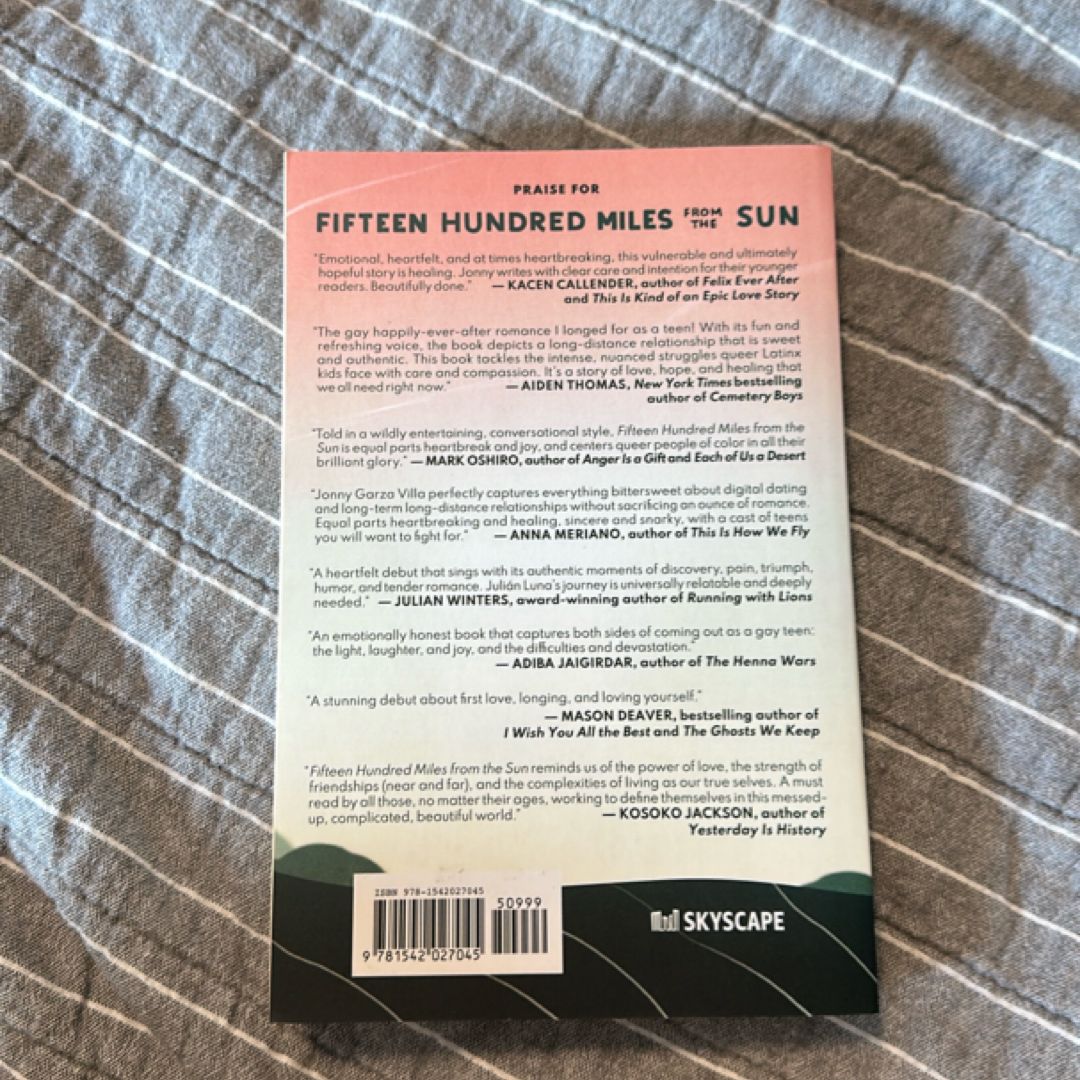 PRAISE FOR
FIFTEEN HUNDRED MILES FROM THE SUN
"Emotional, heartfelt, and at times heartbreaking, this vulnerable and ultimately
hopeful story is healing. Jonny writes with clear care and intention for their younger
readers. Beautifully done." — KACEN CALLENDER, author of Felix Ever After
and This Is Kind of an Epic Love Story
"The gay happily-ever-after romance I longed for as a teen! With its fun and
refreshing voice, the book depicts a long-distance relationship that is sweet
and authentic. This book tackles the intense, nuanced struggles queer Latinx
kids face with care and compassion. It's a story of love, hope, and healing that
we all need right now." — AIDEN THOMAS, New York Times bestselling
author of Cemetery Boys
"Told in a wildly entertaining, conversational style, Fifteen Hundred Miles from the
Sun is equal parts heartbreak and joy, and centers queer people of color in all their
brilliant glory." — MARK OSHIRO, author of Anger Is a Gift and Each of Us a Desert
"Jonny Garza Villa perfectly captures everything bittersweet about digital dating
and long-term long-distance relationships without sacrificing an ounce of romance.
Equal parts heartbreaking and healing, sincere and snarky, with a cast of teens
you will want to fight for." — ANNA MERIANO, author of This Is How We Fly
"A heartfelt debut that sings with its authentic moments of discovery, pain, triumph,
humor, and tender romance. Julián Luna's journey is universally relatable and deeply
needed." — JULIAN WINTERS, award-winning author of Running with Lions
"An emotionally honest book that captures both sides of coming out as a gay teen:
the light, laughter, and joy, and the difficulties and devastation."
— ADIBA JAIGIRDAR, author of The Henna Wars
"A stunning debut about first love, longing, and loving yourself."
— MASON DEAVER, bestselling author of
I Wish You All the Best and The Ghosts We Keep
"Fifteen Hundred Miles from the Sun reminds us of the power of love, the strength of
friendships (near and far), and the complexities of living as our true selves. A must
read by all those, no matter their ages, working to define themselves in this messed-
up, complicated, beautiful world." — KOSOKO JACKSON, author of
Yesterday Is History
ISBN 978-1542027045
50999
9 781542 027045
SKYSCAPE